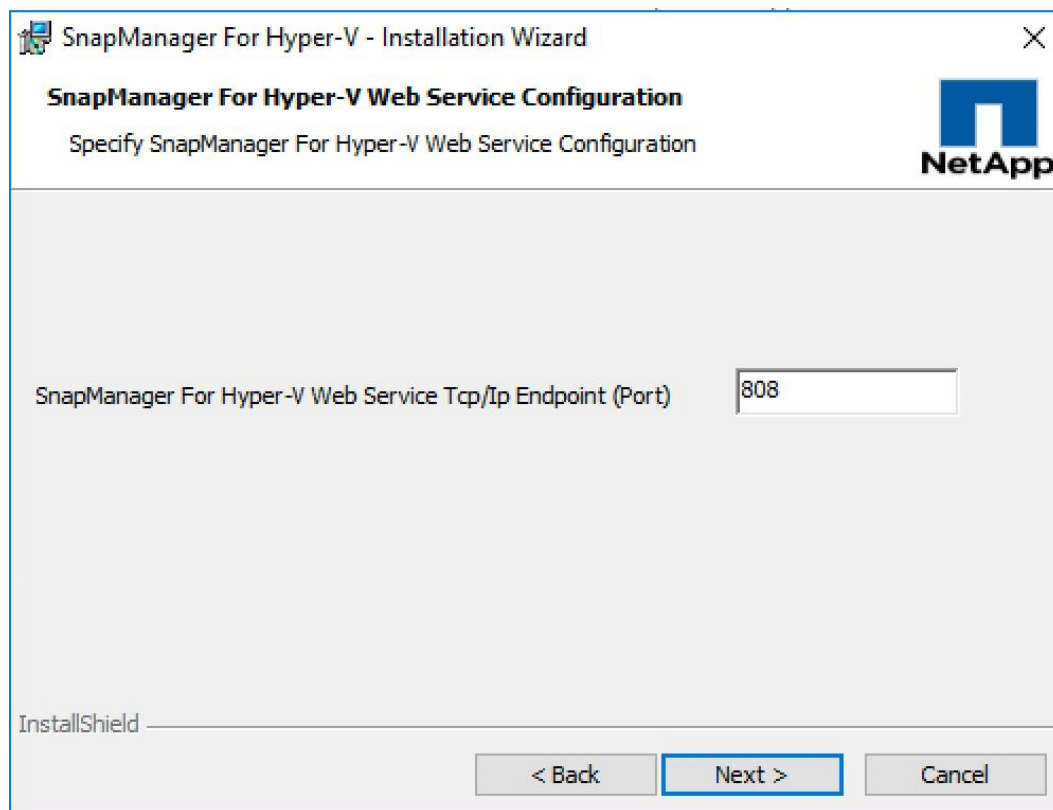 SnapManager For Hyper-V - Installation Wizard
SnapManager For Hyper-V Web Service Configuration
Specify SnapManager For Hyper-V Web Service Configuration
NetApp
SnapManager For Hyper-V Web Service Tcp/Ip Endpoint (Port)
808
InstallShield
< Back
Next >
Cancel